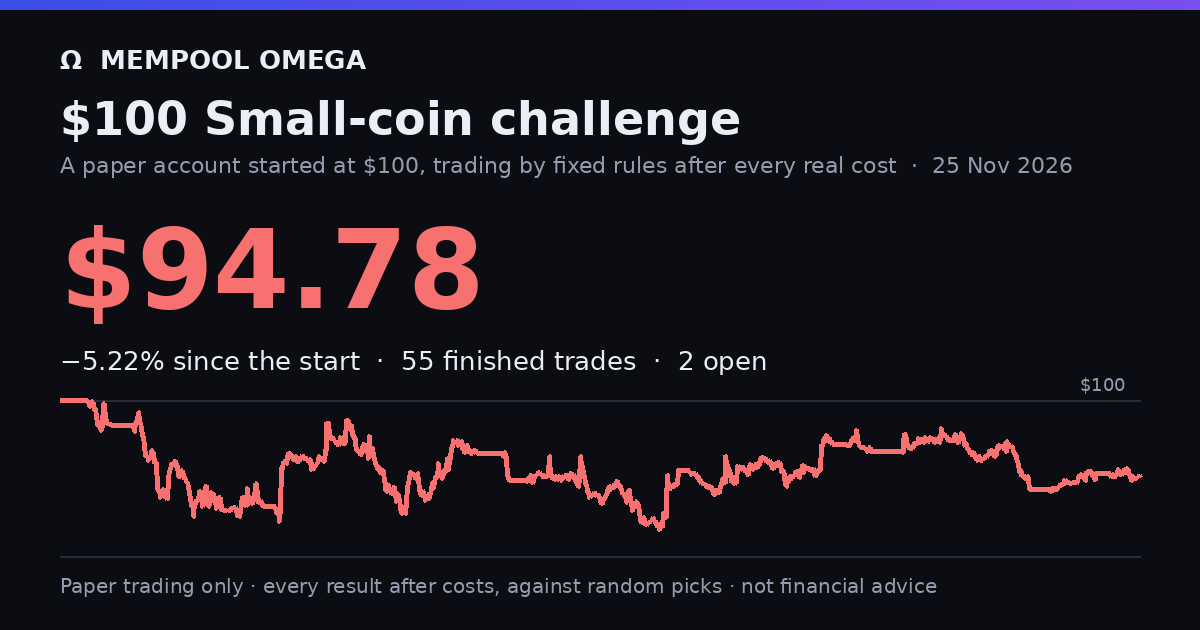 Ω MEMPOOL OMEGA
$100 Small-coin challenge
A paper account started at $100, trading by fixed rules after every real cost · 25 Nov 2026
$94.78
−5.22% since the start · 55 finished trades · 2 open
$100
Paper trading only · every result after costs, against random picks · not financial advice